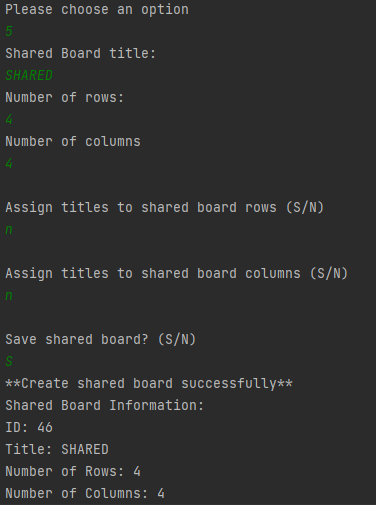 Please choose an option
5
Shared Board title:
SHARED
Number of rows:
4
Number of columns
4
Assign titles to shared board rows (S/N)
n
Assign titles to shared board columns (S/N)
n
Save shared board? (S/N)
S
**Create shared board successfully**
Shared Board Information:
ID: 46
Title: SHARED
Number of Rows: 4
Number of Columns: 4